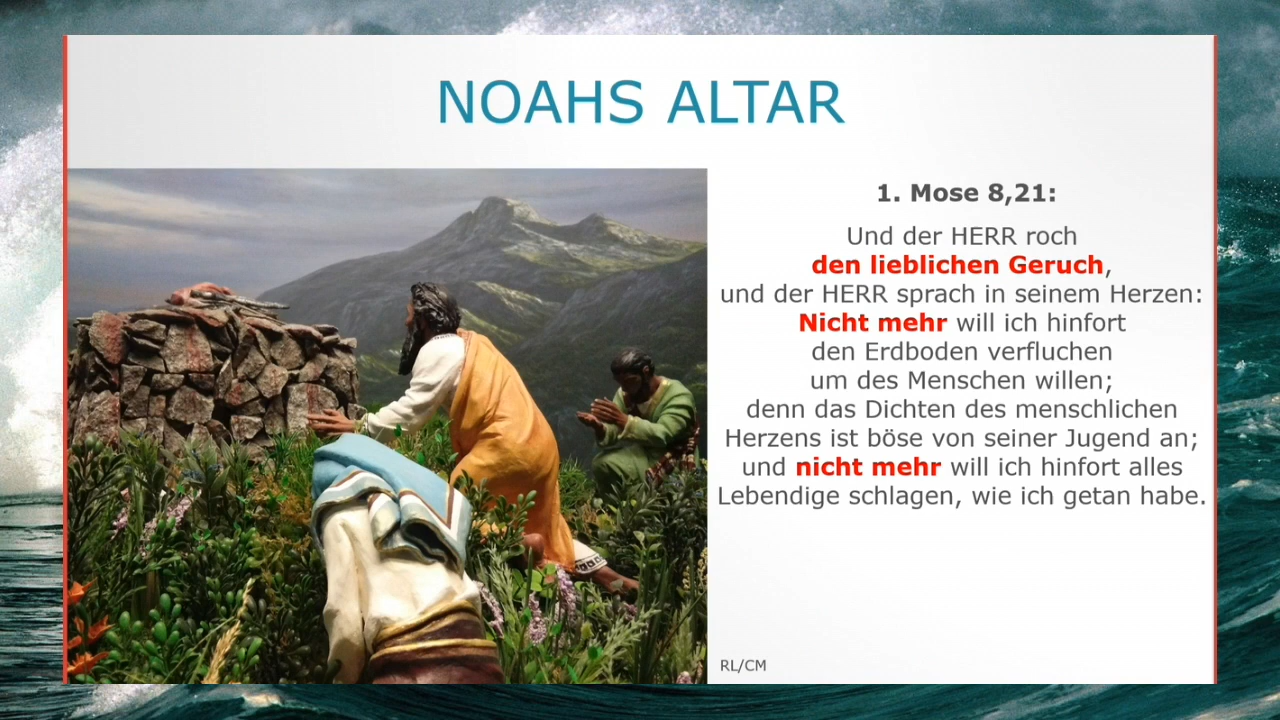 NOAHS ALTAR
1. Mose 8,21:
Und der HERR roch
den lieblichen Geruch,
und der HERR sprach in seinem Herzen:
Nicht mehr will ich hinfort
den Erdboden verfluchen
um des Menschen willen;
denn das Dichten des menschlichen
Herzens ist böse von seiner Jugend an;
und nicht mehr will ich hinfort alles
Lebendige schlagen, wie ich getan habe.
RL/CM